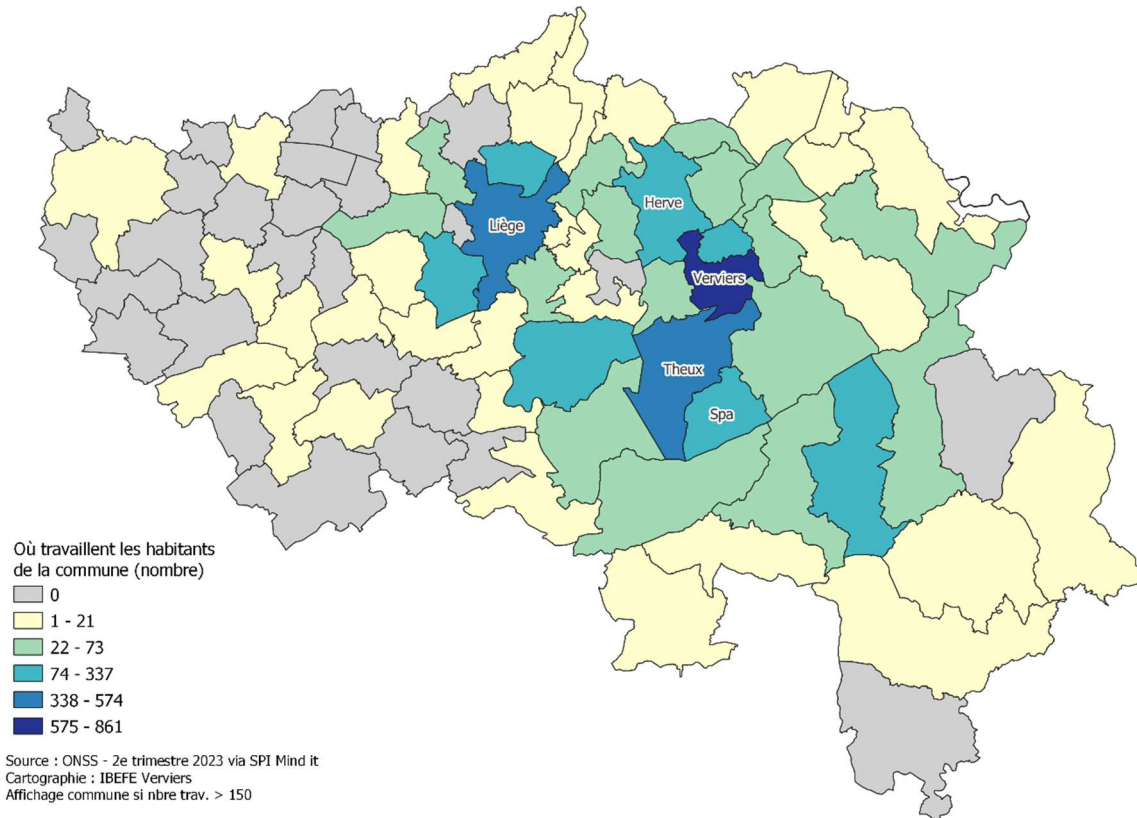 Herve
Liège
Verviers
Theux
Spa
Où travaillent les habitants
de la commune (nombre)
0
1 - 21
22 - 73
74 - 337
338 - 574
575 - 861
Source : ONSS - 2e trimestre 2023 via SPI Mind it
Cartographie : IBEFE Verviers
Affichage commune si nbre trav. > 150